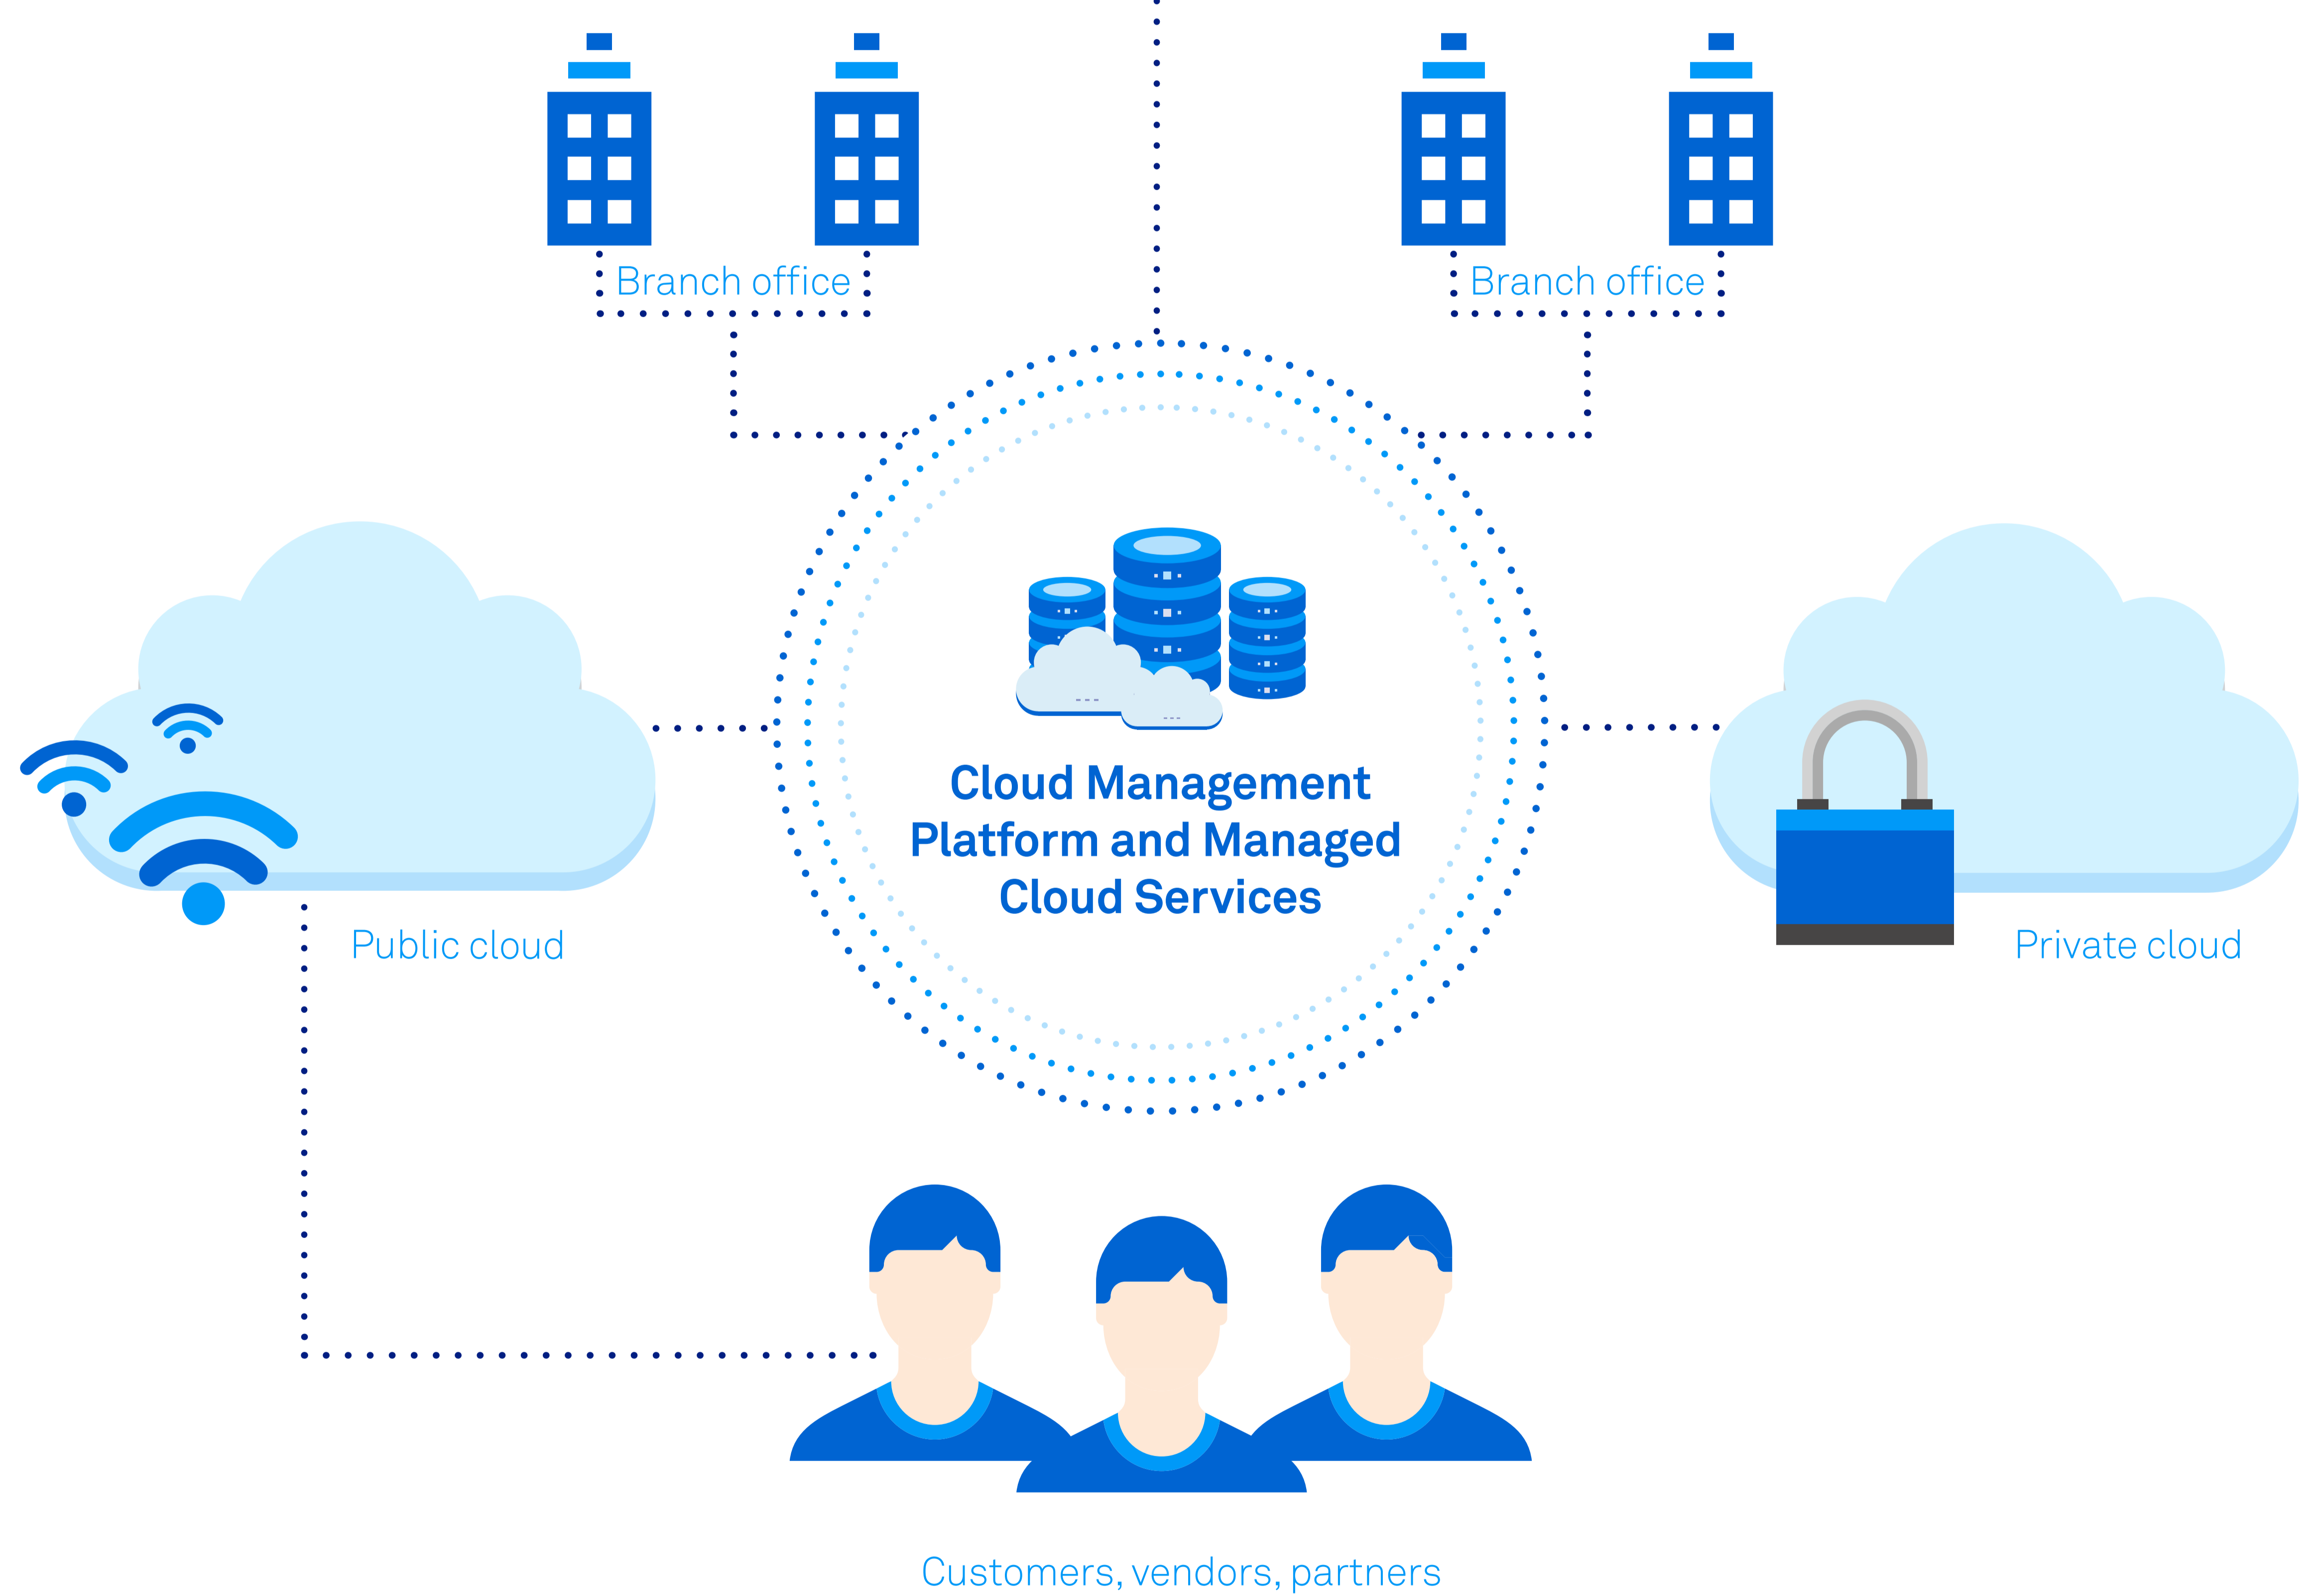 Branch office
Branch office
Cloud Management
Platform and Managed
Cloud Services
Public cloud
Private cloud
Customers, vendors, partners